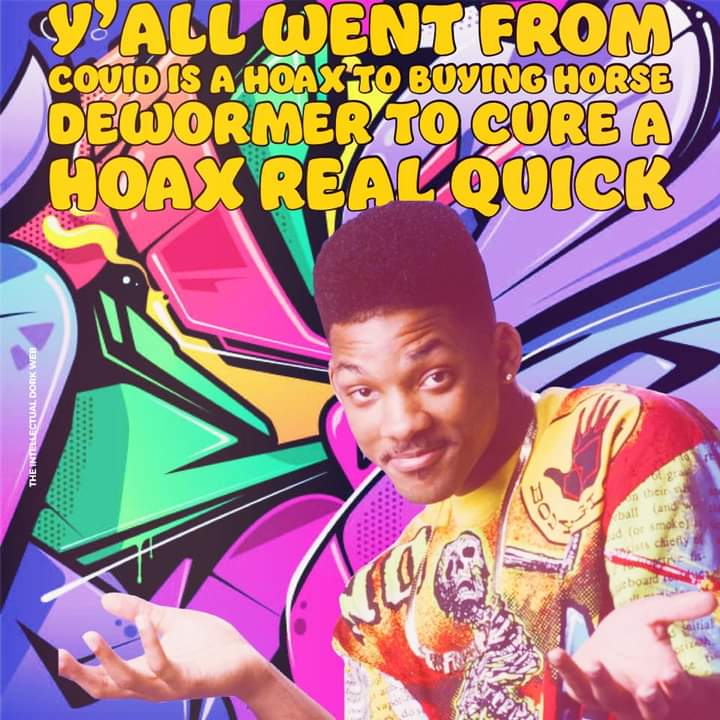 Y'ALL WENT FROM
COVID IS A HOAX TO BUYING HORSE
DEWORMER TO CURE A
HOAX REAL QUICK
THE INTELLECTUAL DORK WEB